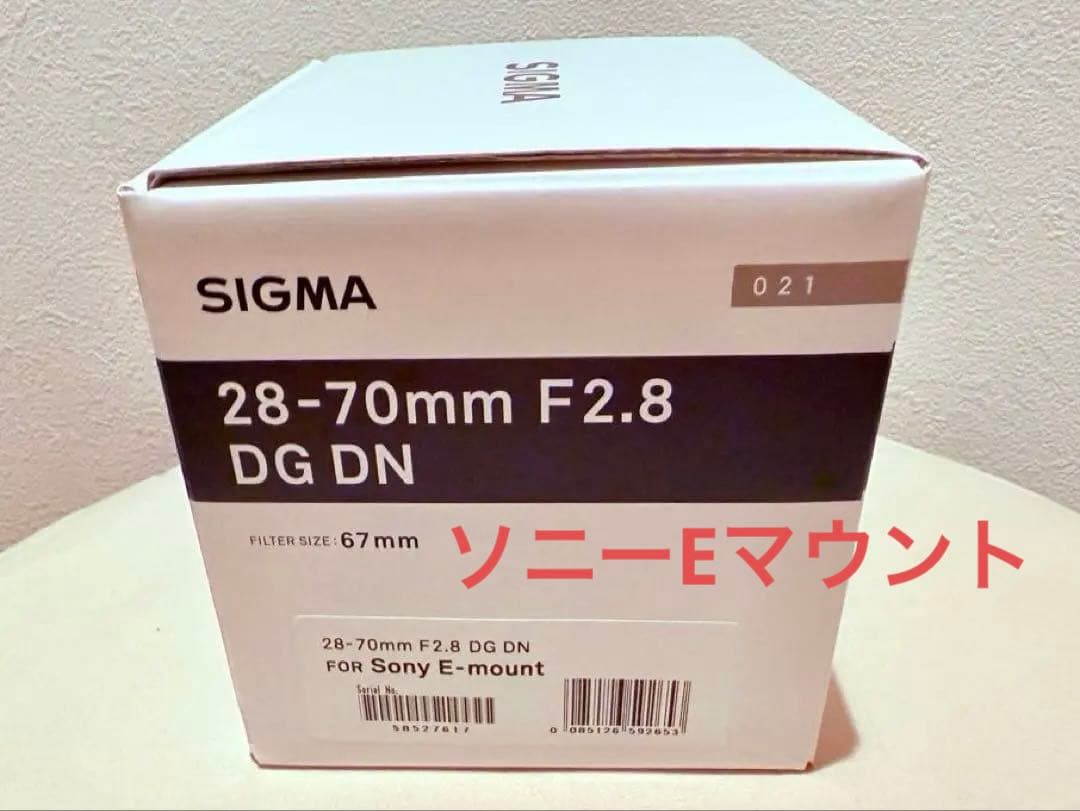 SIGMA
SIGMA
021
28-70mm F2.8
DG DN
FILTER SIZE: 67mm
ソニーEマウント
28-70mm F2.8 DG DN
FOR Sony E-mount
Serial No.
58527617
0 085126 592653